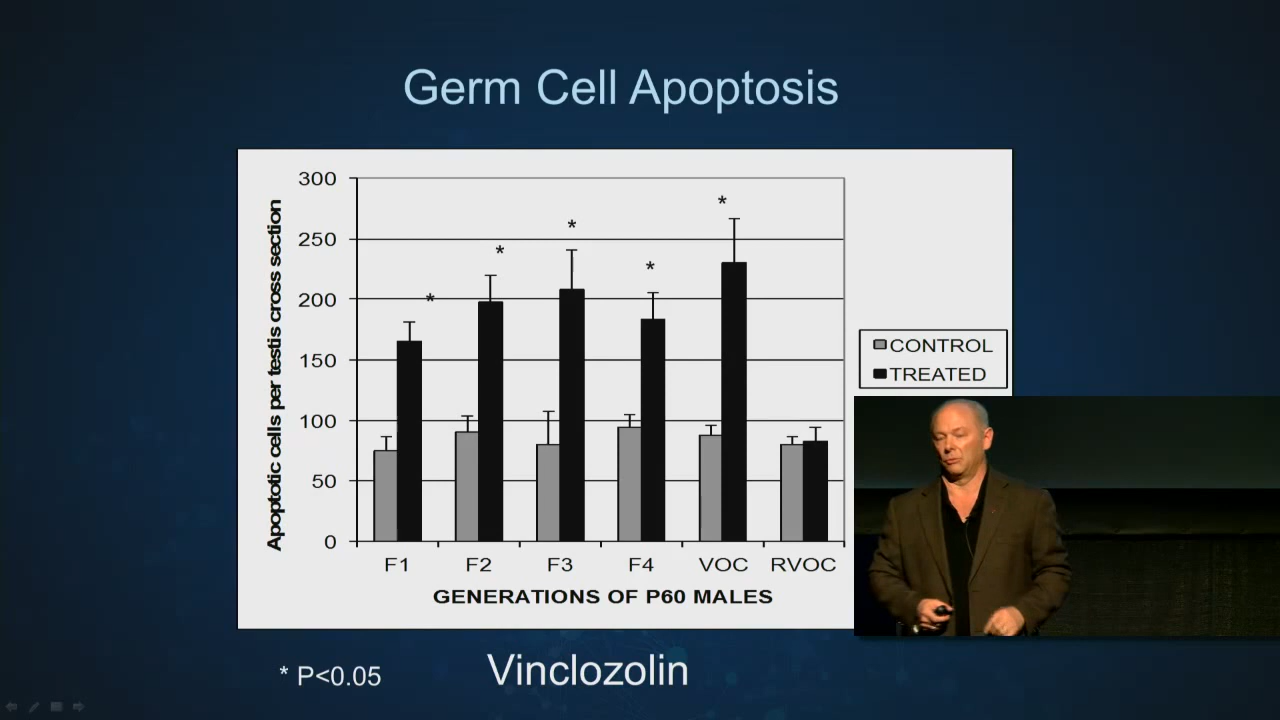 Germ Cell Apoptosis
Apoptotic cells per testis cross section
300
250
200
150
100
50
0
*
*
*
*
*
F1 F2 F3 F4 VOC RVOC
GENERATIONS OF P60 MALES
CONTROL
TREATED
* P<0.05
Vinclozolin